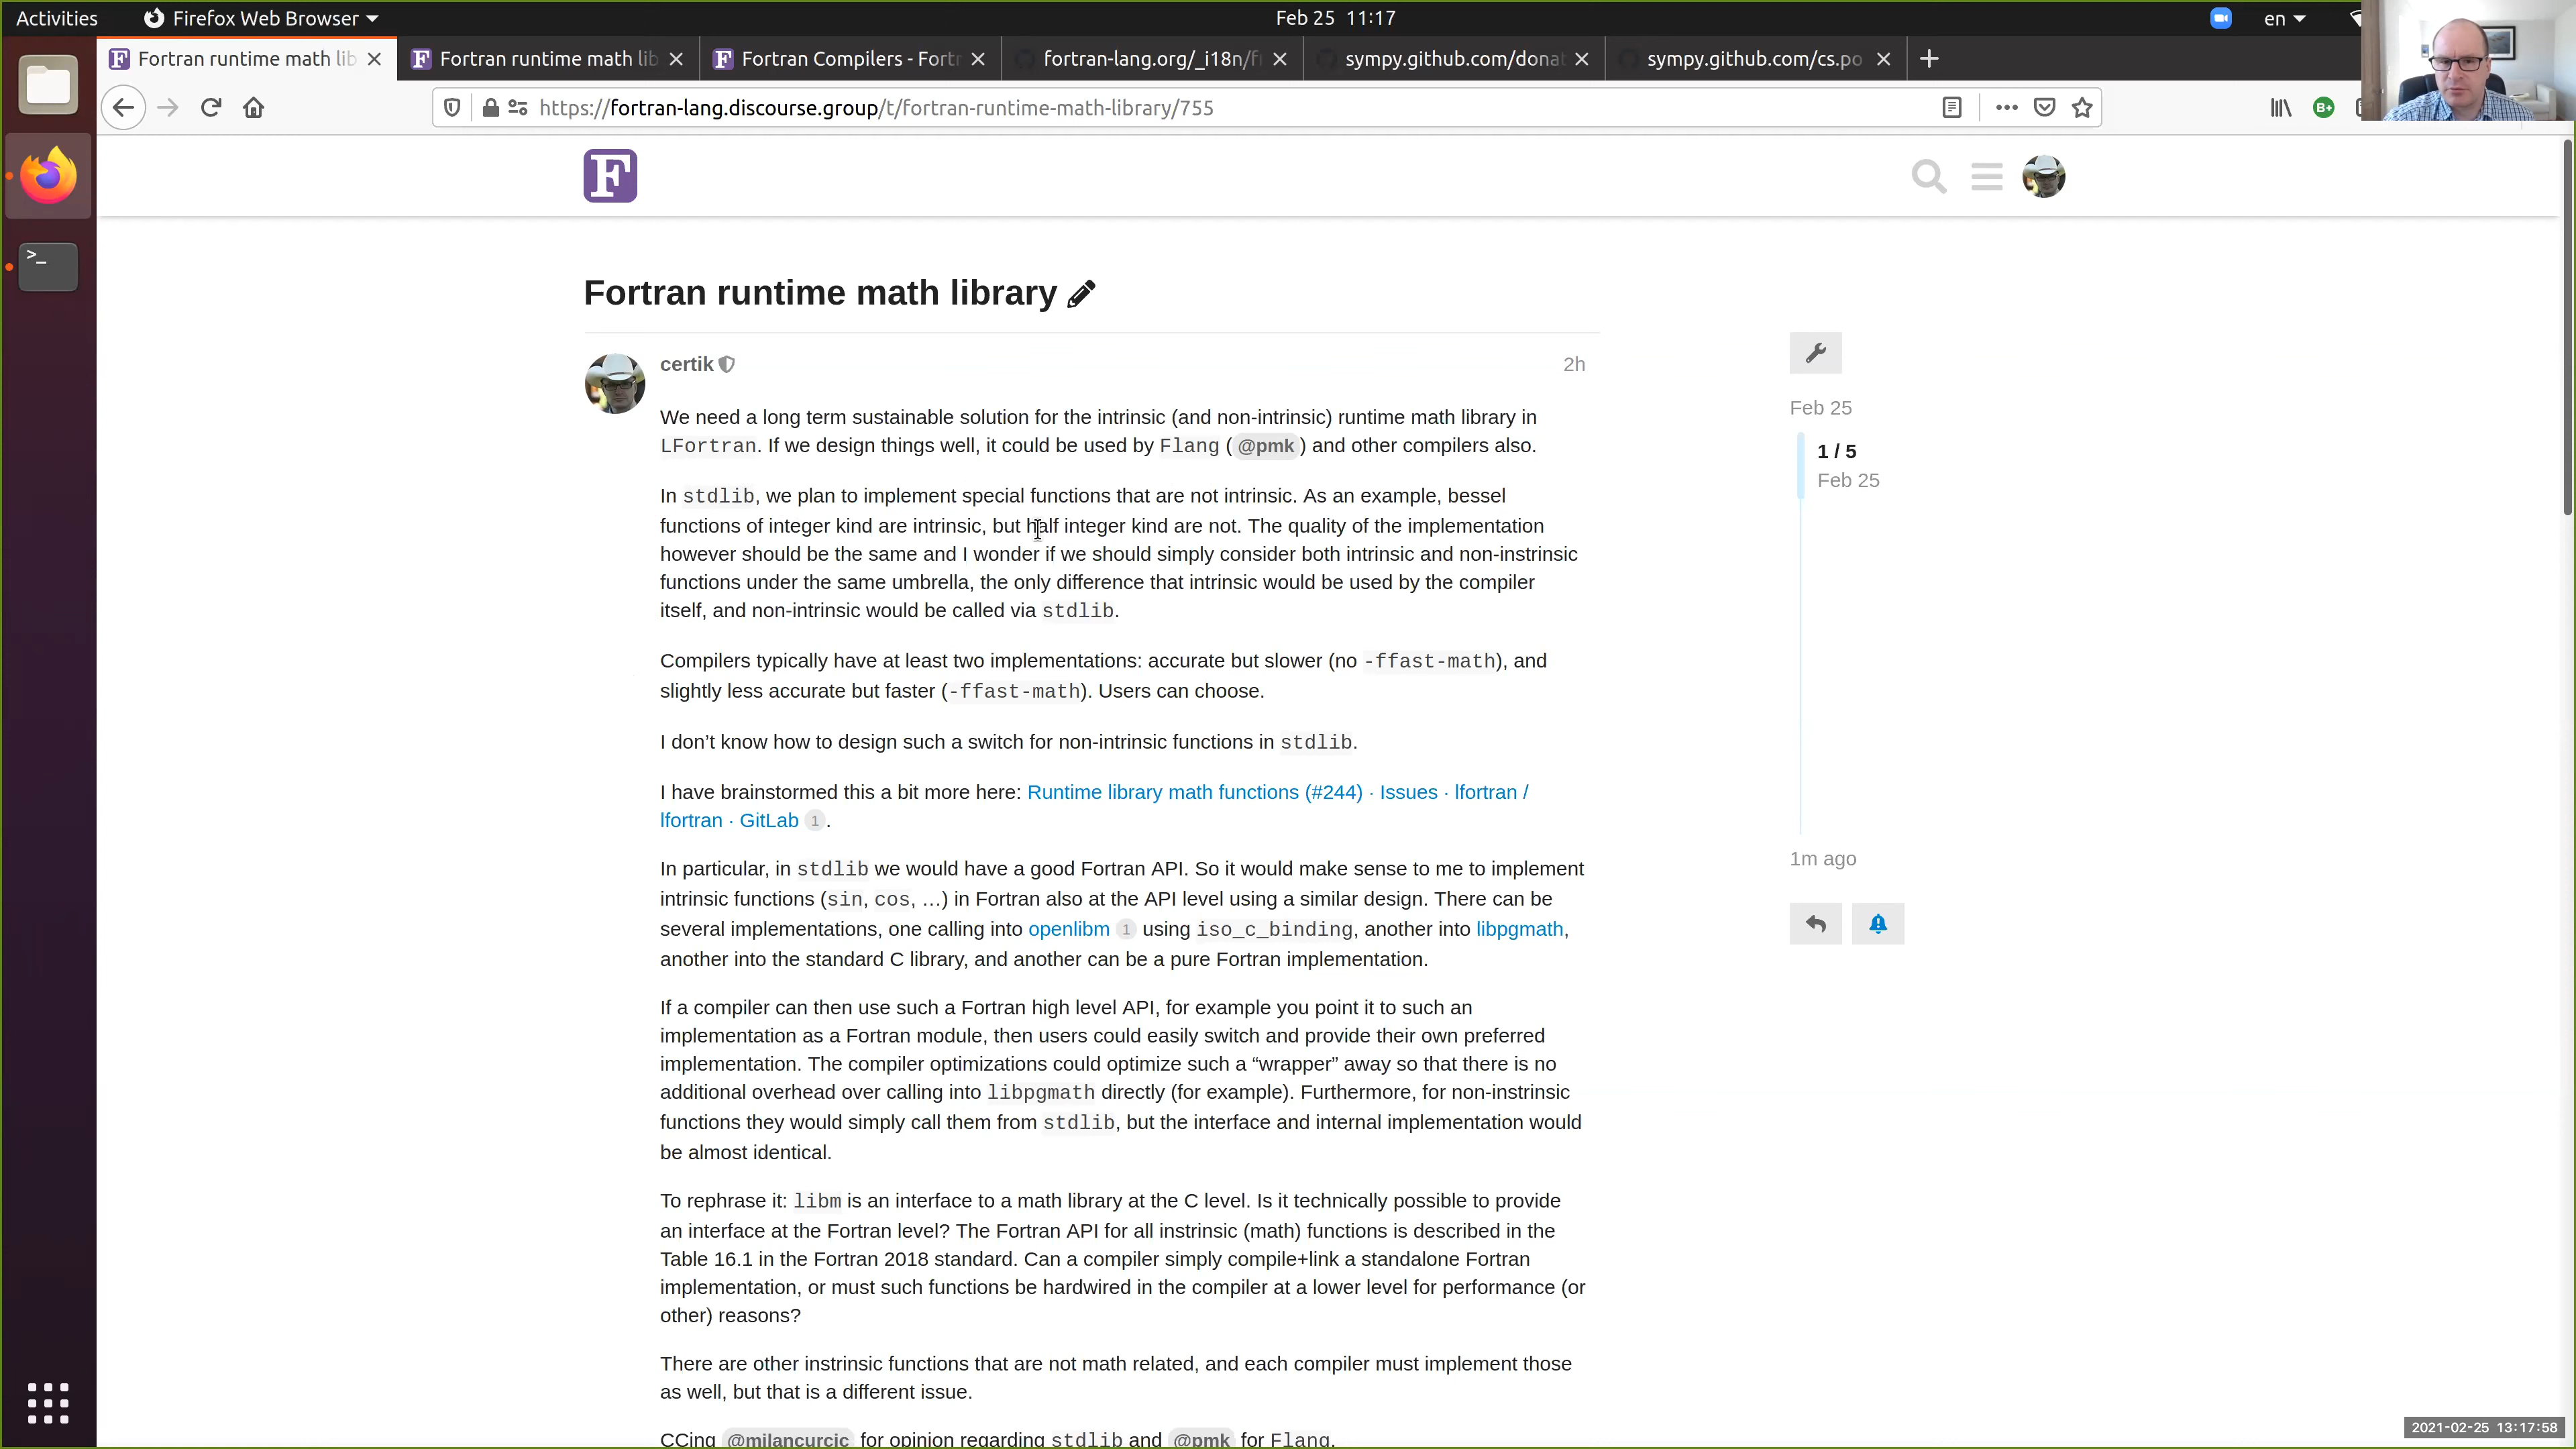 Activities
Firefox Web Browser
Feb 25 11:17
en
Fortran runtime math lib
Fortran runtime math lib
Fortran Compilers - Fortr
fortran-lang.org/_i18n/f
sympy.github.com/donat
sympy.github.com/cs.po
https://fortran-lang.discourse.group/t/fortran-runtime-math-library/755
B+
F
Fortran runtime math library
certik
2h
We need a long term sustainable solution for the intrinsic (and non-intrinsic) runtime math library in
LFortran. If we design things well, it could be used by Flang (@pmk) and other compilers also.
In stdlib, we plan to implement special functions that are not intrinsic. As an example, bessel
functions of integer kind are intrinsic, but half integer kind are not. The quality of the implementation
however should be the same and I wonder if we should simply consider both intrinsic and non-instrinsic
functions under the same umbrella, the only difference that intrinsic would be used by the compiler
itself, and non-intrinsic would be called via stdlib.
Compilers typically have at least two implementations: accurate but slower (no -ffast-math), and
slightly less accurate but faster (-ffast-math). Users can choose.
I don’t know how to design such a switch for non-intrinsic functions in stdlib.
I have brainstormed this a bit more here: Runtime library math functions (#244) · Issues · lfortran /
lfortran · GitLab 1.
In particular, in stdlib we would have a good Fortran API. So it would make sense to me to implement
intrinsic functions (sin, cos, …) in Fortran also at the API level using a similar design. There can be
several implementations, one calling into openlibm 1 using iso_c_binding, another into libpgmath,
another into the standard C library, and another can be a pure Fortran implementation.
If a compiler can then use such a Fortran high level API, for example you point it to such an
implementation as a Fortran module, then users could easily switch and provide their own preferred
implementation. The compiler optimizations could optimize such a “wrapper” away so that there is no
additional overhead over calling into libpgmath directly (for example). Furthermore, for non-instrinsic
functions they would simply call them from stdlib, but the interface and internal implementation would
be almost identical.
To rephrase it: libm is an interface to a math library at the C level. Is it technically possible to provide
an interface at the Fortran level? The Fortran API for all instrinsic (math) functions is described in the
Table 16.1 in the Fortran 2018 standard. Can a compiler simply compile+link a standalone Fortran
implementation, or must such functions be hardwired in the compiler at a lower level for performance (or
other) reasons?
There are other instrinsic functions that are not math related, and each compiler must implement those
as well, but that is a different issue.
CCing @milancurcic for opinion regarding stdlib and @pmk for Flang.
Feb 25
1 / 5
Feb 25
1m ago
2021-02-25 13:17:58